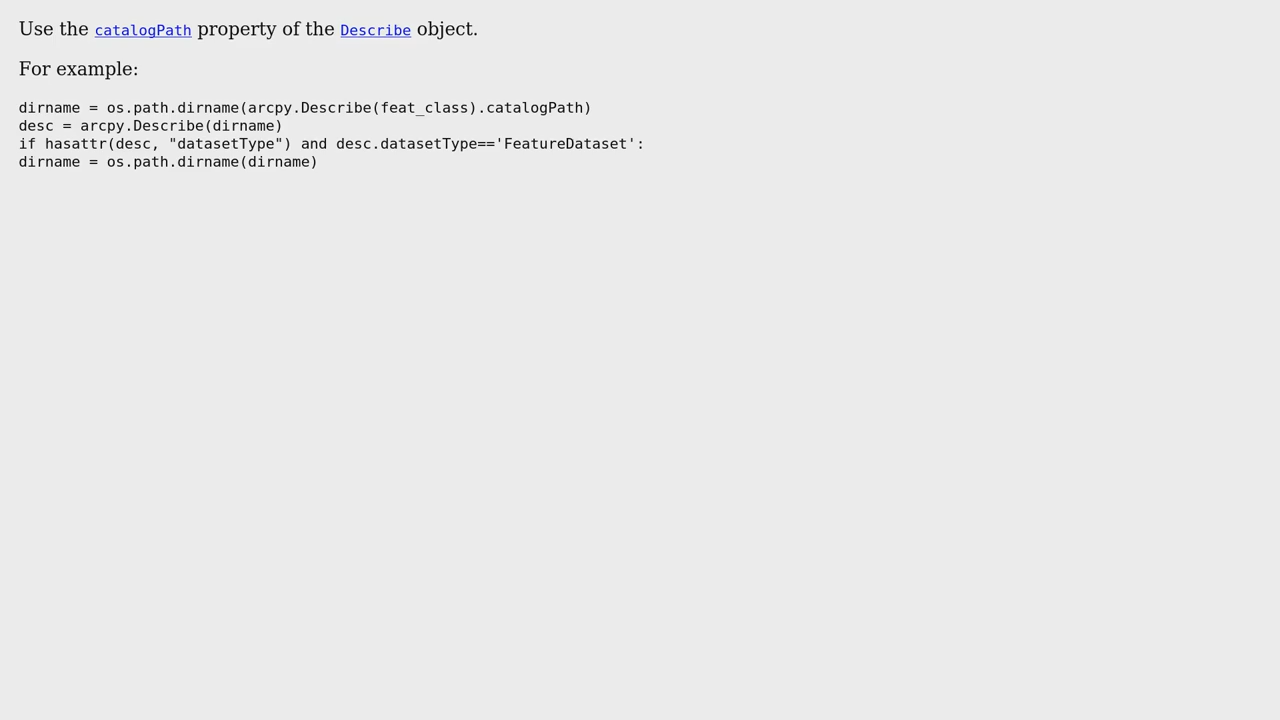 Use the catalogPath property of the Describe object.
For example:
dirname = os.path.dirname(arcpy.Describe(feat_class).catalogPath)
desc = arcpy.Describe(dirname)
if hasattr(desc, "datasetType") and desc.datasetType=='FeatureDataset':
dirname = os.path.dirname(dirname)